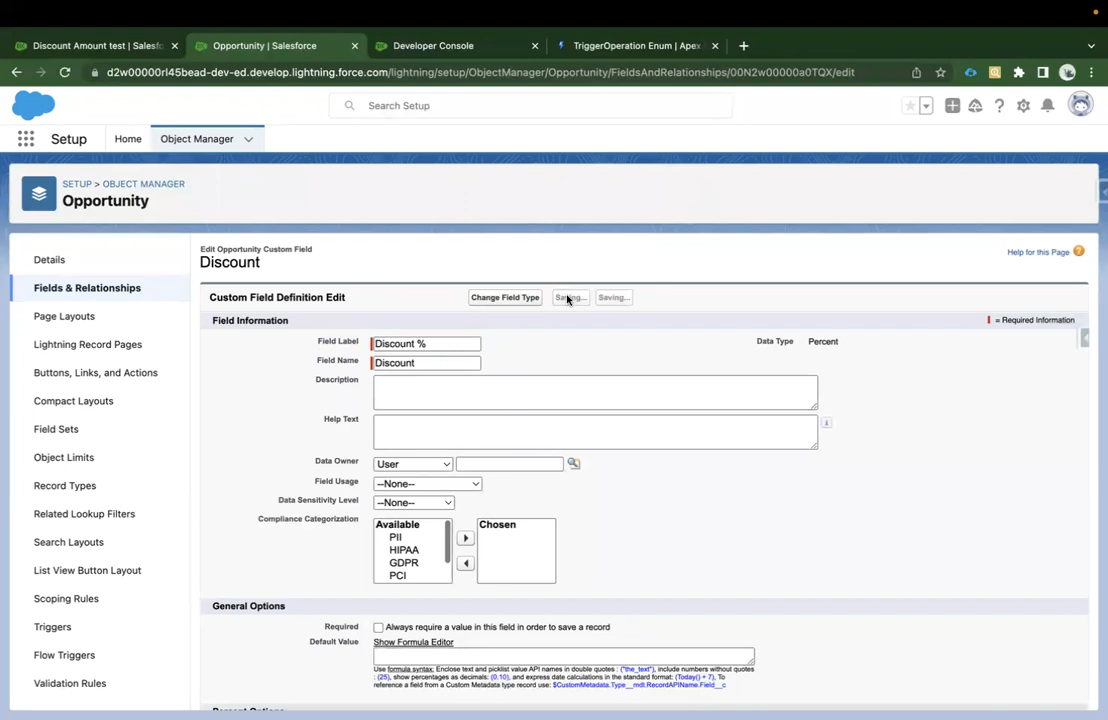 Discount Amount test | Salesf
Opportunity | Salesforce
Developer Console
TriggerOperation Enum | Apex
d2w00000rl45bead-dev-ed.develop.lightning.force.com/lightning/setup/ObjectManager/Opportunity/FieldsAndRelationships/00N2w00000a0TQX/edit
Search Setup
Setup
Home
Object Manager
SETUP > OBJECT MANAGER
Opportunity
Details
Fields & Relationships
Page Layouts
Lightning Record Pages
Buttons, Links, and Actions
Compact Layouts
Field Sets
Object Limits
Record Types
Related Lookup Filters
Search Layouts
List View Button Layout
Scoping Rules
Triggers
Flow Triggers
Validation Rules
Edit Opportunity Custom Field
Discount
Help for this Page
Custom Field Definition Edit
Change Field Type
Saving...
Saving...
Field Information
= Required Information
Field Label
Discount %
Data Type
Percent
Field Name
Discount
Description
Help Text
Data Owner
User
Field Usage
--None--
Data Sensitivity Level
--None--
Compliance Categorization
Available
PII
HIPAA
GDPR
PCI
Chosen
General Options
Required
Always require a value in this field in order to save a record
Default Value
Show Formula Editor
Use formula syntax: Enclose text and picklist value API names in double quotes : ("the_text"), include numbers without quotes
: (25), show percentages as decimals: (0.10), and express date calculations in the standard format: (Today() + 7), To
reference a field from a Custom Metadata type record use: $CustomMetadata.Type__mdt.RecordAPIName.Field__c